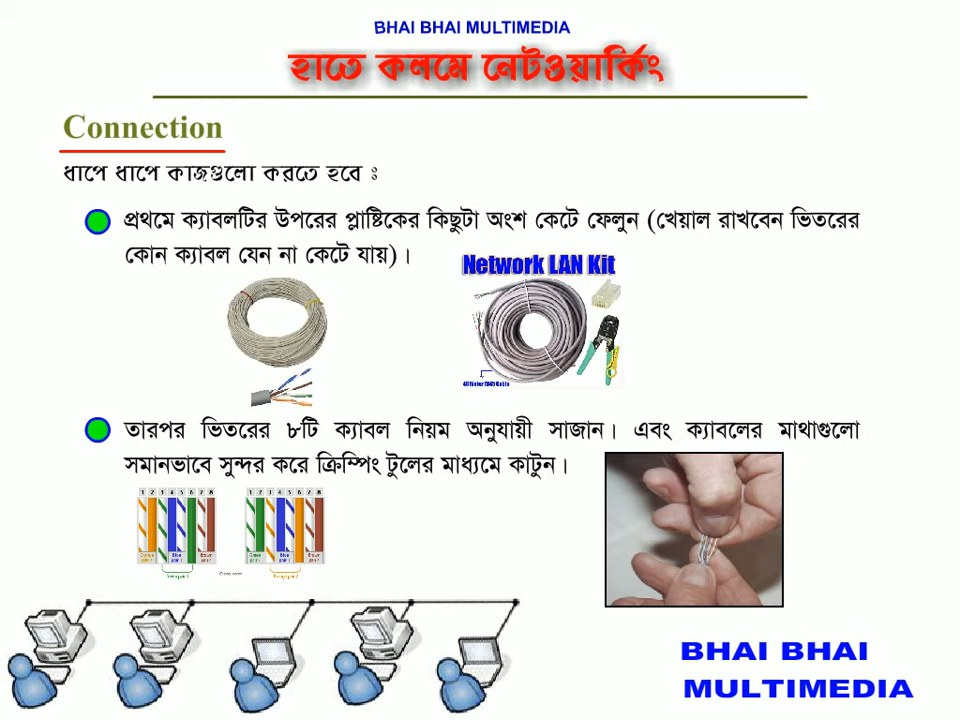 BHAI BHAI MULTIMEDIA
হাতে কলমে নেটওয়ার্কিং
Connection
ধাপে ধাপে কাজগুলো করতে হবে ঃ
প্রথমে ক্যাবলটির উপরের প্লাষ্টিকের কিছুটা অংশ কেটে ফেলুন (খেয়াল রাখবেন ভিতরের
কোন ক্যাবল যেন না কেটে যায়)।
Network LAN Kit
তারপর ভিতরের ৮টি ক্যাবল নিয়ম অনুযায়ী সাজান। এবং ক্যাবলের মাথাগুলো
সমানভাবে সুন্দর করে ক্রিম্পিং টুলের মাধ্যমে কাটুন।
1 2 3 4 5 6 7 8
1 2 3 4 5 6 7 8
BHAI BHAI
MULTIMEDIA